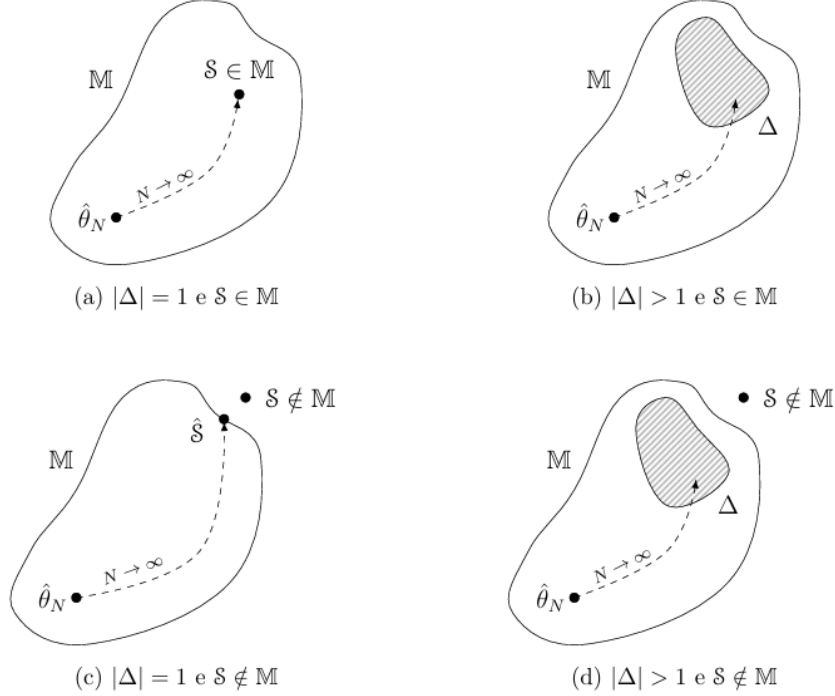 𝕄
𝒮 ∈ 𝕄
N → ∞
θ̂_N
(a) |Δ| = 1 e 𝒮 ∈ 𝕄
𝕄
Δ
N → ∞
θ̂_N
(b) |Δ| > 1 e 𝒮 ∈ 𝕄
𝒮 ∉ 𝕄
𝒮̂
𝕄
N → ∞
θ̂_N
(c) |Δ| = 1 e 𝒮 ∉ 𝕄
𝒮 ∉ 𝕄
𝕄
Δ
N → ∞
θ̂_N
(d) |Δ| > 1 e 𝒮 ∉ 𝕄